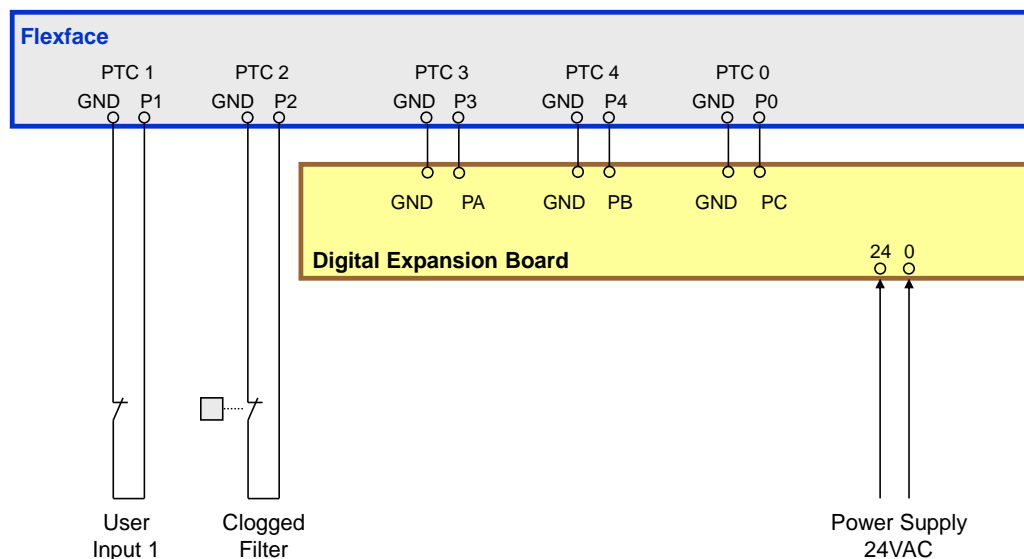 Flexface
PTC 1 PTC 2 PTC 3 PTC 4 PTC 0
GND P1 GND P2 GND P3 GND P4 GND P0
GND PA GND PB GND PC
Digital Expansion Board
24 0
User
Input 1
Clogged
Filter
Power Supply
24VAC